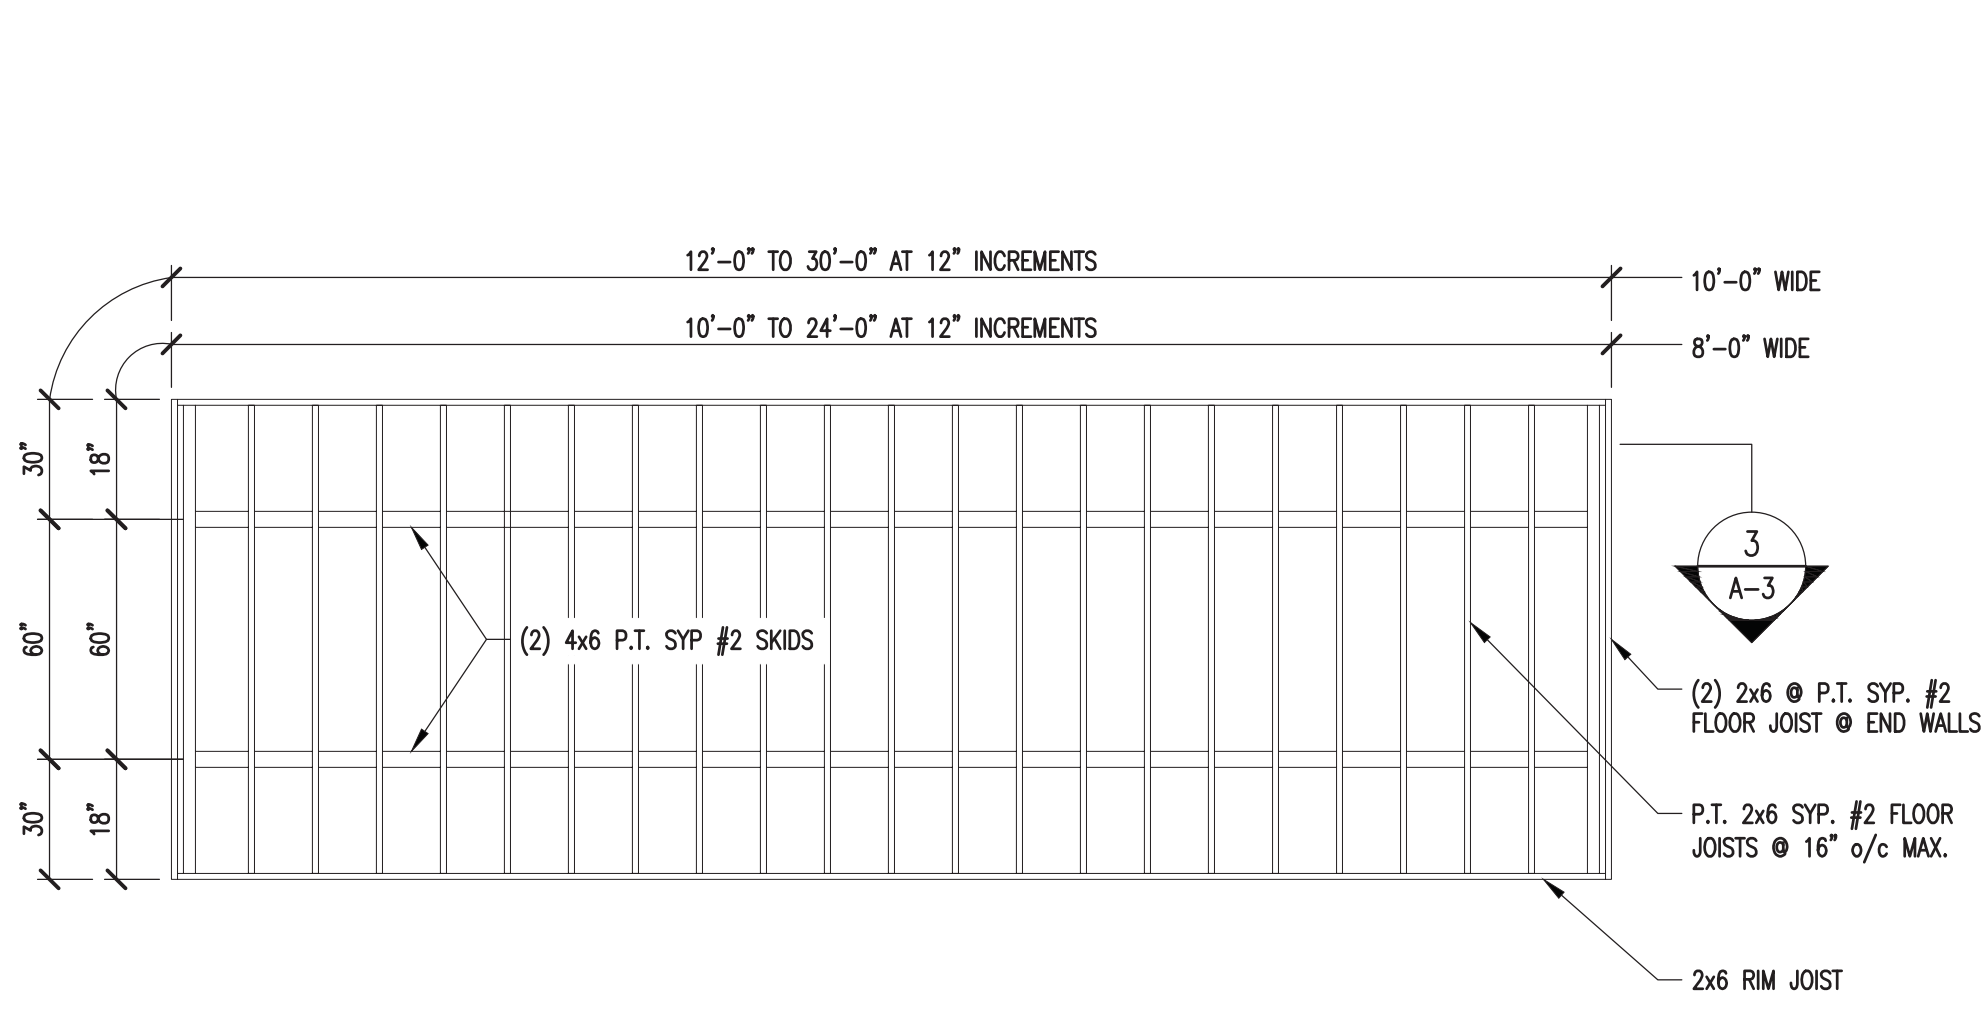 12'-0" TO 30'-0" AT 12" INCREMENTS
10'-0" WIDE
10'-0" TO 24'-0" AT 12" INCREMENTS
8'-0" WIDE
30"
18"
60"
60"
30"
18"
(2) 4x6 P.T. SYP #2 SKIDS
3
A-3
(2) 2x6 @ P.T. SYP. #2
FLOOR JOIST @ END WALLS
P.T. 2x6 SYP. #2 FLOOR
JOISTS @ 16" o/c MAX.
2x6 RIM JOIST